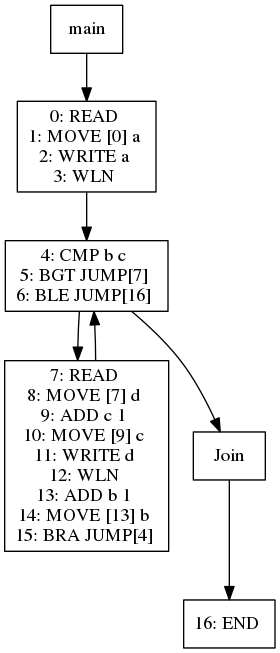 main
0: READ
1: MOVE [0] a
2: WRITE a
3: WLN
4: CMP b c
5: BGT JUMP[7]
6: BLE JUMP[16]
7: READ
8: MOVE [7] d
9: ADD c 1
10: MOVE [9] c
11: WRITE d
12: WLN
13: ADD b 1
14: MOVE [13] b
15: BRA JUMP[4]
Join
16: END